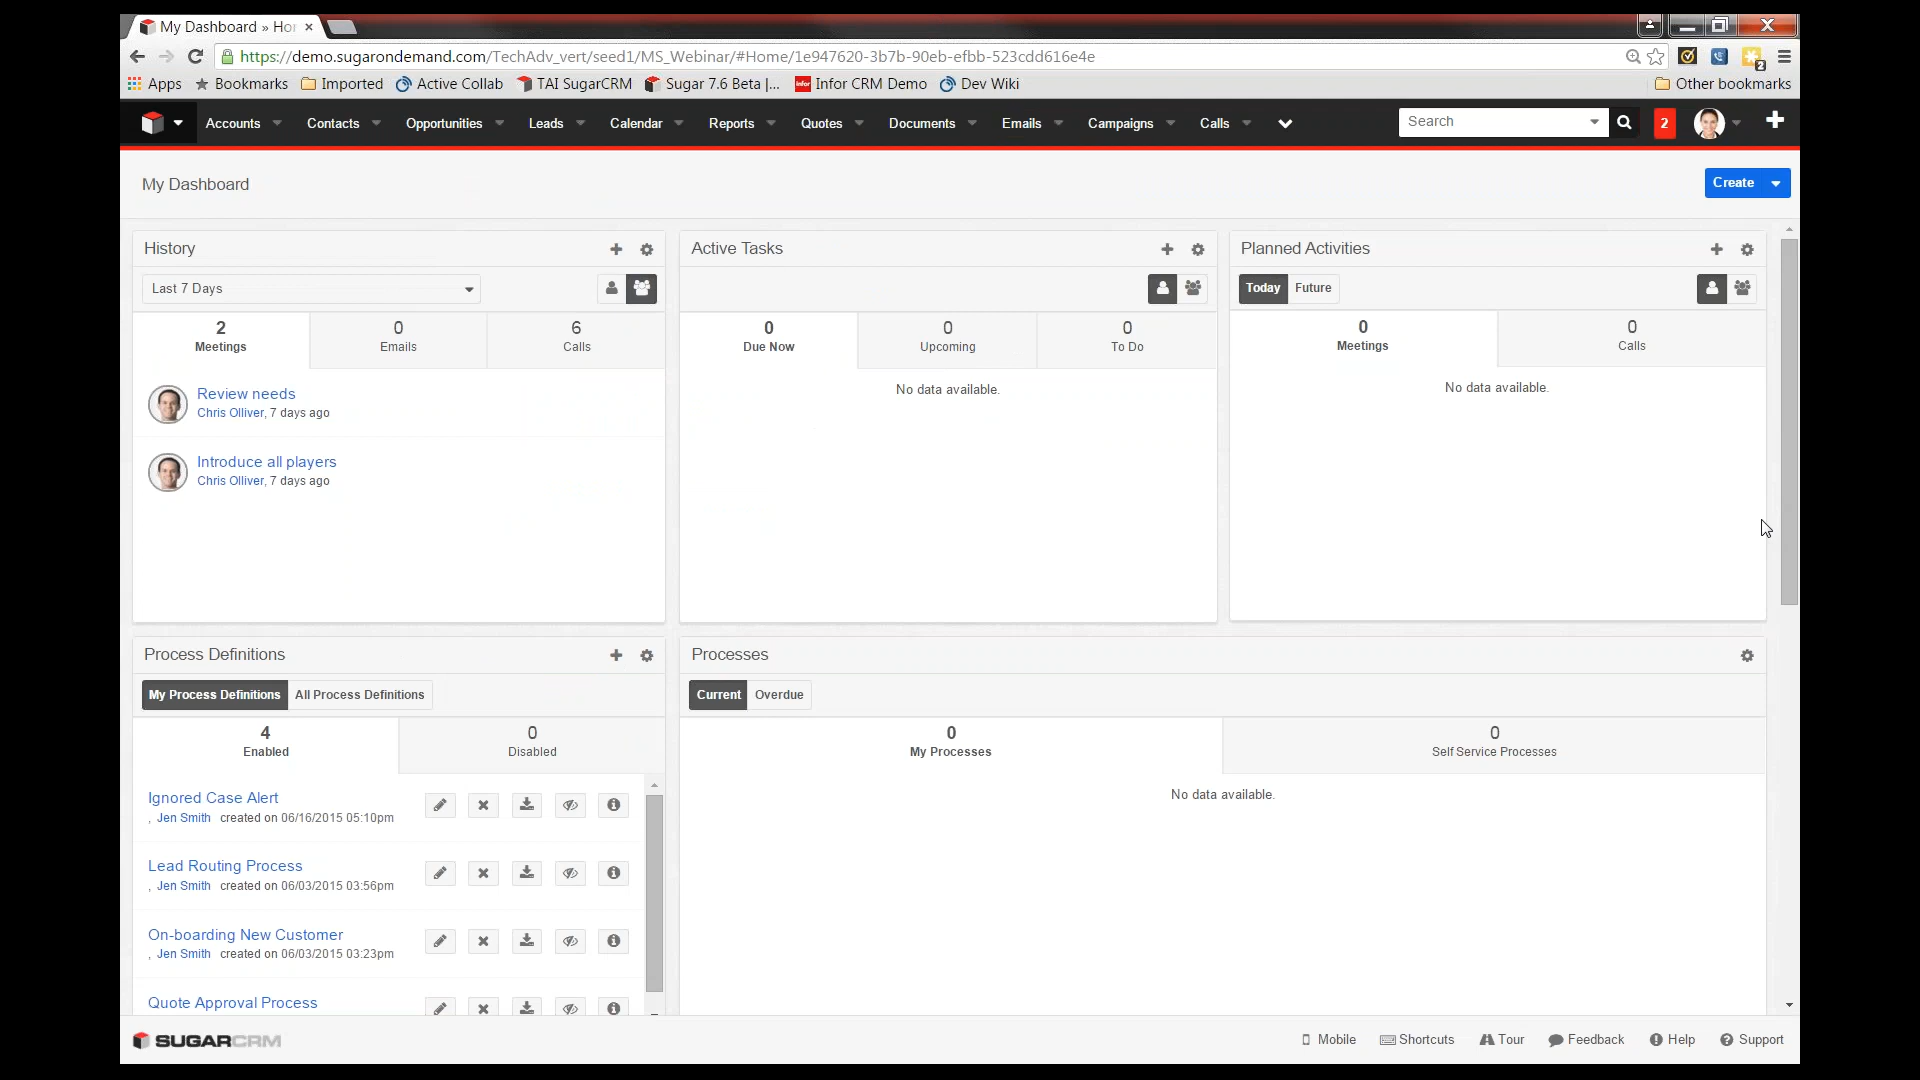 My Dashboard » Ho
https://demo.sugarondemand.com/TechAdv_vert/seed1/MS_Webinar/#Home/1e947620-3b7b-90eb-efbb-523cdd616e4e
2
Apps Bookmarks Imported Active Collab TAI SugarCRM Sugar 7.6 Beta |... Infor CRM Demo Dev Wiki Other bookmarks
Accounts Contacts Opportunities Leads Calendar Reports Quotes Documents Emails Campaigns Calls Search 2
My Dashboard Create
History Active Tasks Planned Activities
Last 7 Days Today Future
2 0 6 0 0 0 0 0
Meetings Emails Calls Due Now Upcoming To Do Meetings Calls
Review needs No data available. No data available.
Chris Olliver, 7 days ago
Introduce all players
Chris Olliver, 7 days ago
Process Definitions Processes
My Process Definitions All Process Definitions Current Overdue
4 0 0 0
Enabled Disabled My Processes Self Service Processes
Ignored Case Alert No data available.
, Jen Smith created on 06/16/2015 05:10pm
Lead Routing Process
, Jen Smith created on 06/03/2015 03:56pm
On-boarding New Customer
, Jen Smith created on 06/03/2015 03:23pm
Quote Approval Process
SUGARCRM Mobile Shortcuts Tour Feedback Help Support